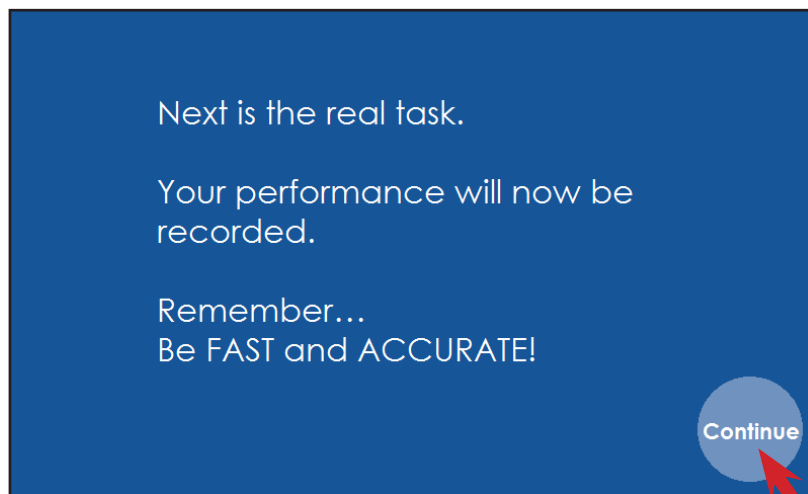 Next is the real task.
Your performance will now be
recorded.
Remember...
Be FAST and ACCURATE!
Continue